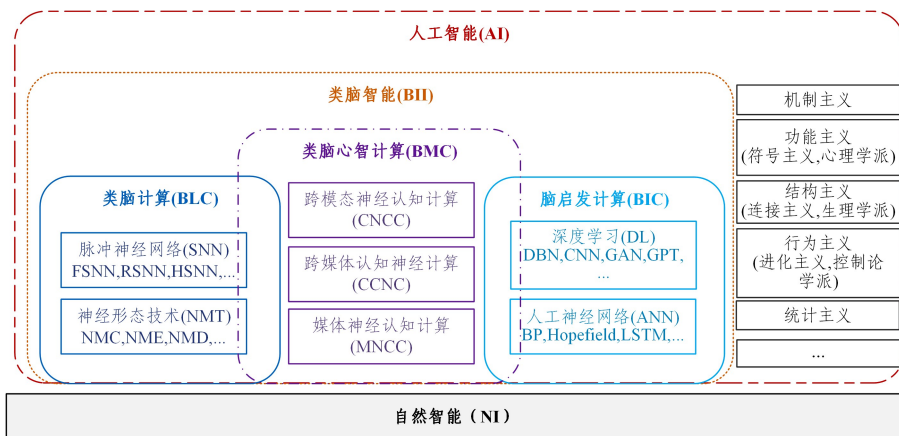 人工智能(AI)
类脑智能(BII)
类脑心智计算(BMC)
类脑计算(BLC)
脉冲神经网络(SNN)
FSNN,RSNN,HSNN,...
神经形态技术(NMT)
NMC,NME,NMD,...
跨模态神经认知计算
(CNCC)
跨媒体认知神经计算
(CCNC)
媒体神经认知计算
(MNCC)
脑启发计算(BIC)
深度学习(DL)
DBN,CNN,GAN,GPT,
...
人工神经网络(ANN)
BP,Hopefield,LSTM,...
机制主义
功能主义
(符号主义,心理学派)
结构主义
(连接主义,生理学派)
行为主义
(进化主义,控制论
学派)
统计主义
...
自然智能（NI）